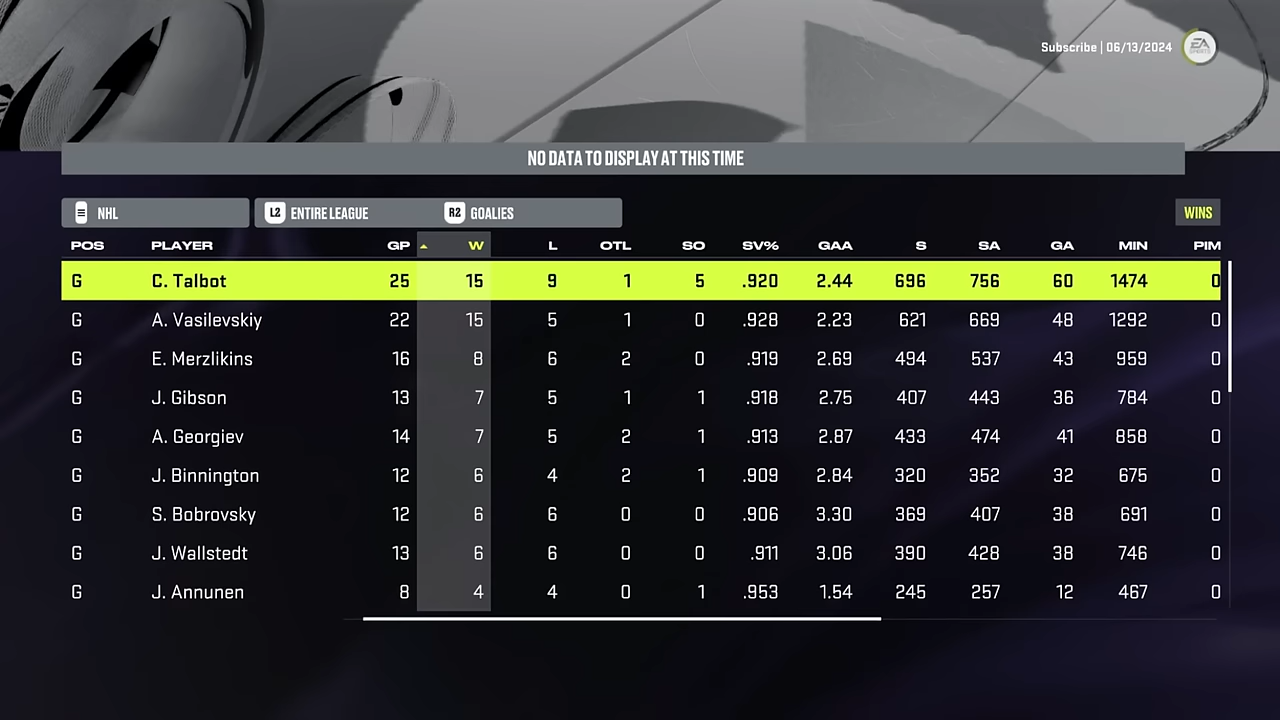 Subscribe | 06/13/2024
EA SPORTS
NO DATA TO DISPLAY AT THIS TIME
NHL L2 ENTIRE LEAGUE R2 GOALIES WINS
POS PLAYER GP W L OTL SO SV% GAA S SA GA MIN PIM
G C. Talbot 25 15 9 1 5 .920 2.44 696 756 60 1474 0
G A. Vasilevskiy 22 15 5 1 0 .928 2.23 621 669 48 1292 0
G E. Merzlikins 16 8 6 2 0 .919 2.69 494 537 43 959 0
G J. Gibson 13 7 5 1 1 .918 2.75 407 443 36 784 0
G A. Georgiev 14 7 5 2 1 .913 2.87 433 474 41 858 0
G J. Binnington 12 6 4 2 1 .909 2.84 320 352 32 675 0
G S. Bobrovsky 12 6 6 0 0 .906 3.30 369 407 38 691 0
G J. Wallstedt 13 6 6 0 0 .911 3.06 390 428 38 746 0
G J. Annunen 8 4 4 0 1 .953 1.54 245 257 12 467 0